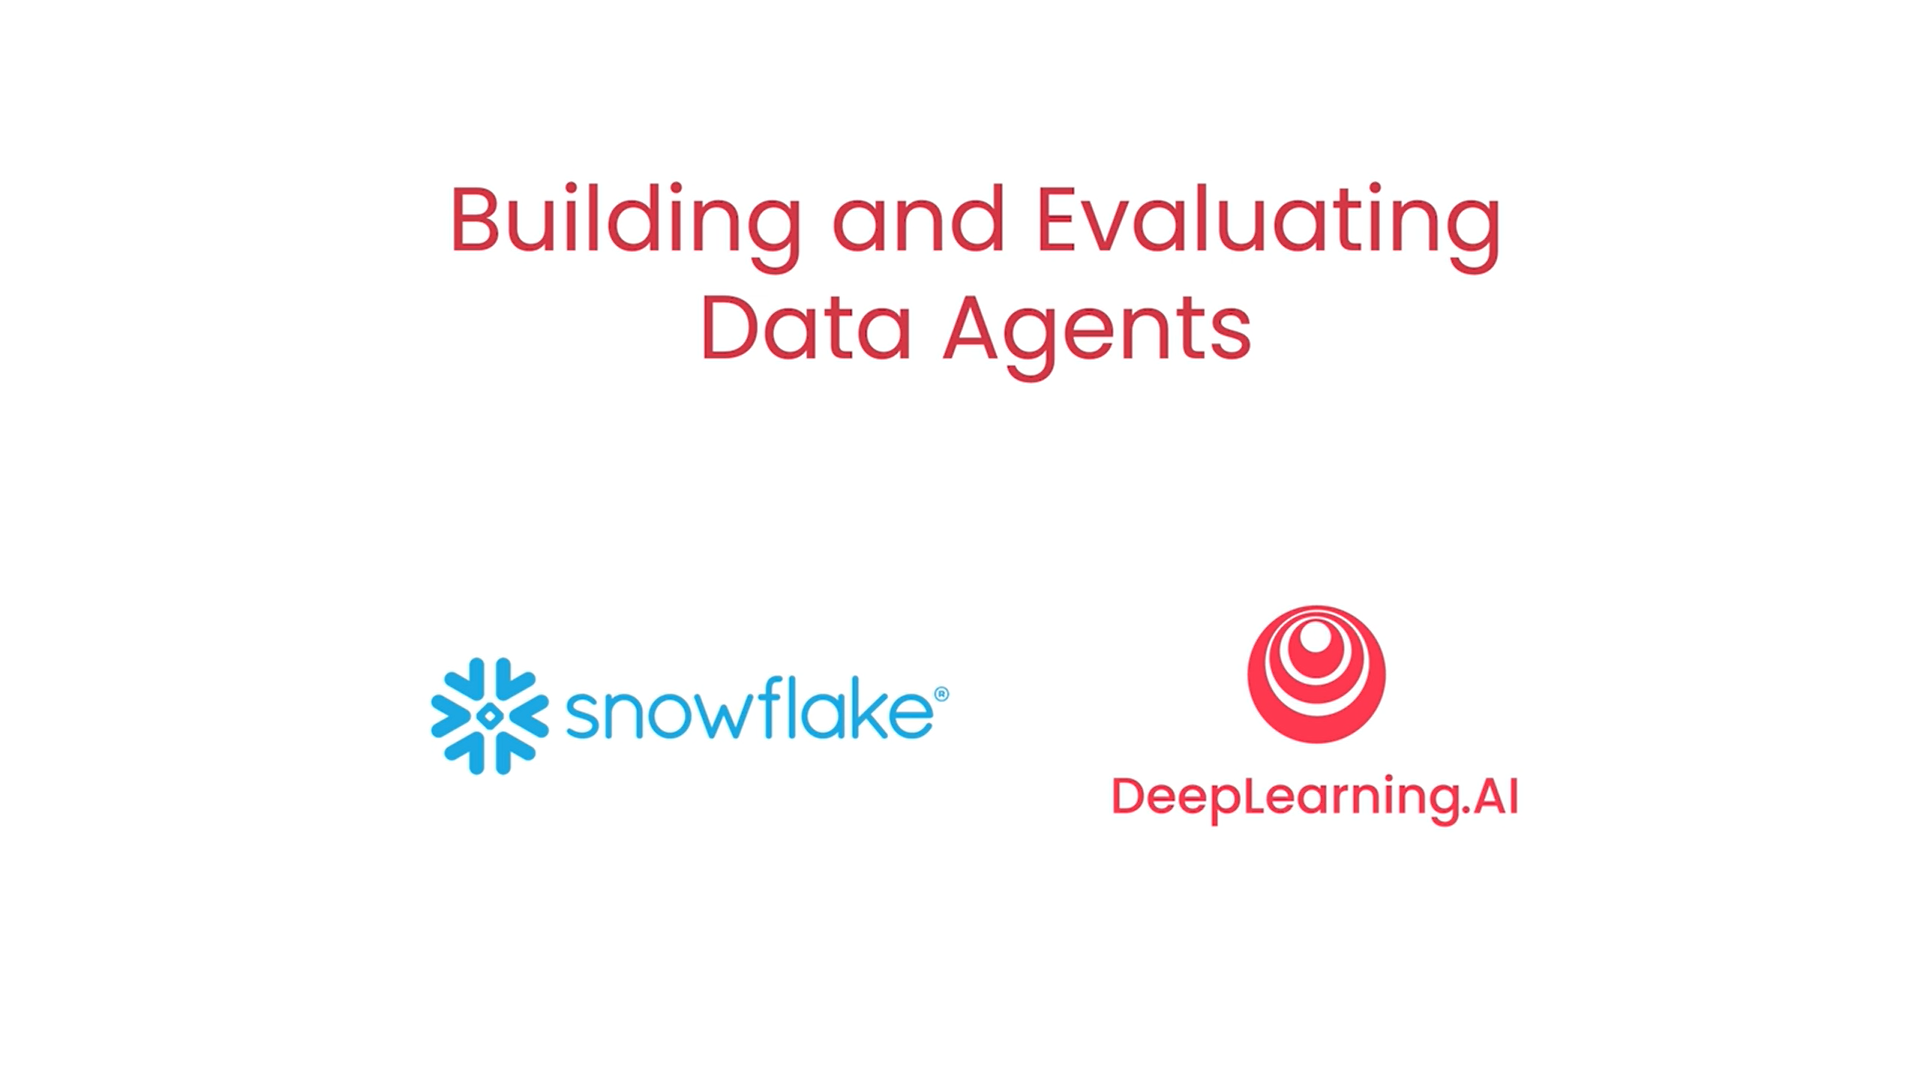 Building and Evaluating
Data Agents
snowflake®
DeepLearning.AI